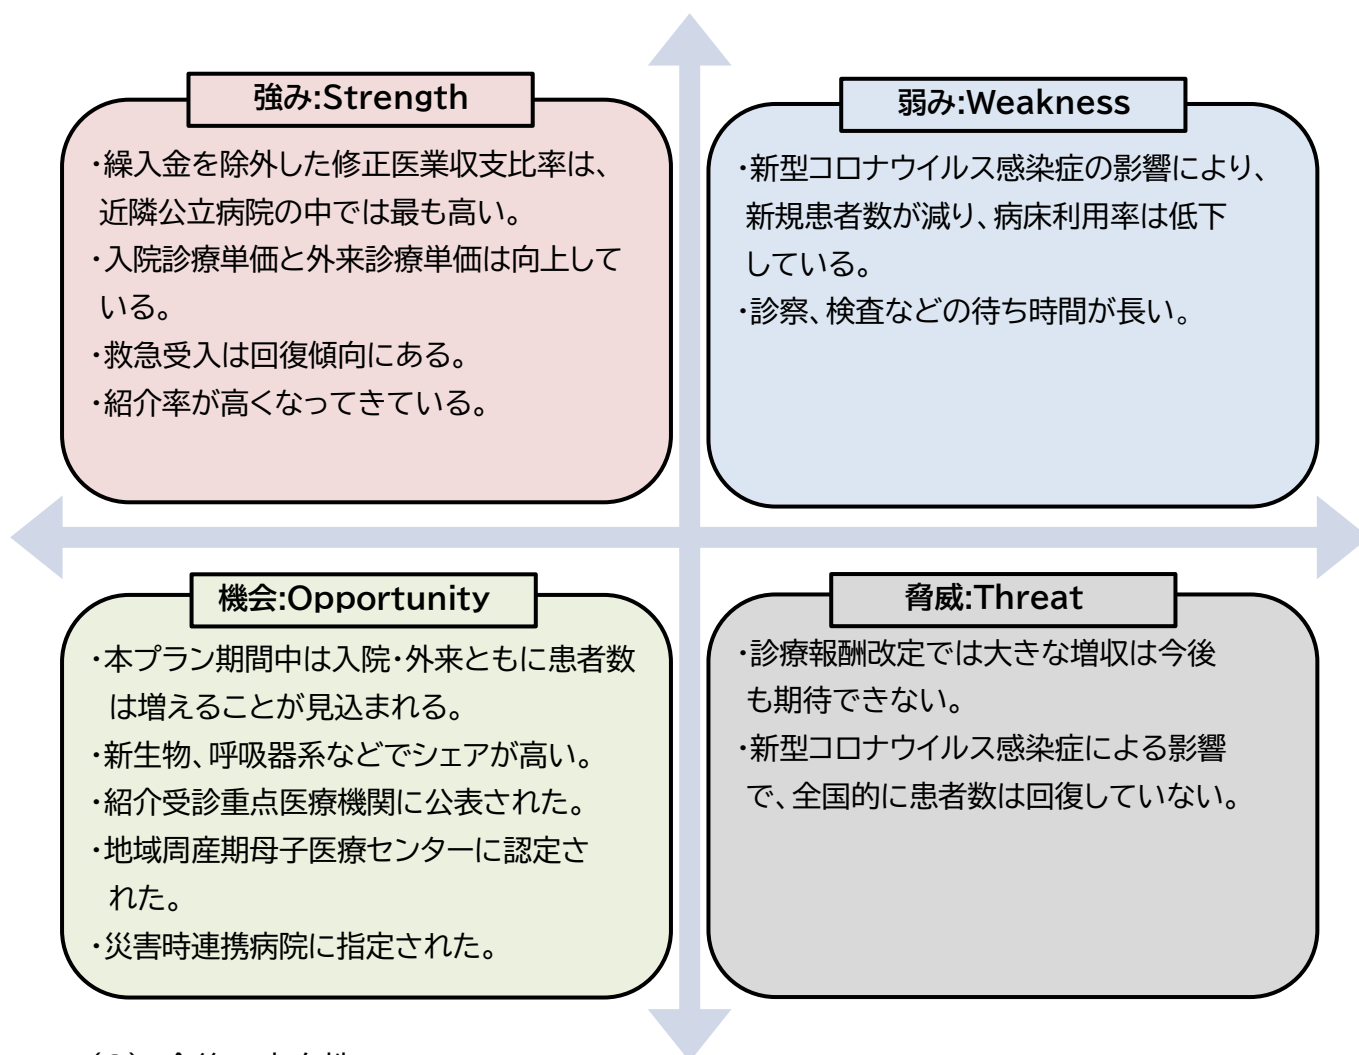 強み:Strength
・繰入金を除外した修正医業収支比率は、
近隣公立病院の中では最も高い。
・入院診療単価と外来診療単価は向上して
いる。
・救急受入は回復傾向にある。
・紹介率が高くなってきている。
弱み:Weakness
・新型コロナウイルス感染症の影響により、
新規患者数が減り、病床利用率は低下
している。
・診察、検査などの待ち時間が長い。
機会:Opportunity
・本プラン期間中は入院・外来ともに患者数
は増えることが見込まれる。
・新生物、呼吸器系などでシェアが高い。
・紹介受診重点医療機関に公表された。
・地域周産期母子医療センターに認定さ
れた。
・災害時連携病院に指定された。
脅威:Threat
・診療報酬改定では大きな増収は今後
も期待できない。
・新型コロナウイルス感染症による影響
で、全国的に患者数は回復していない。